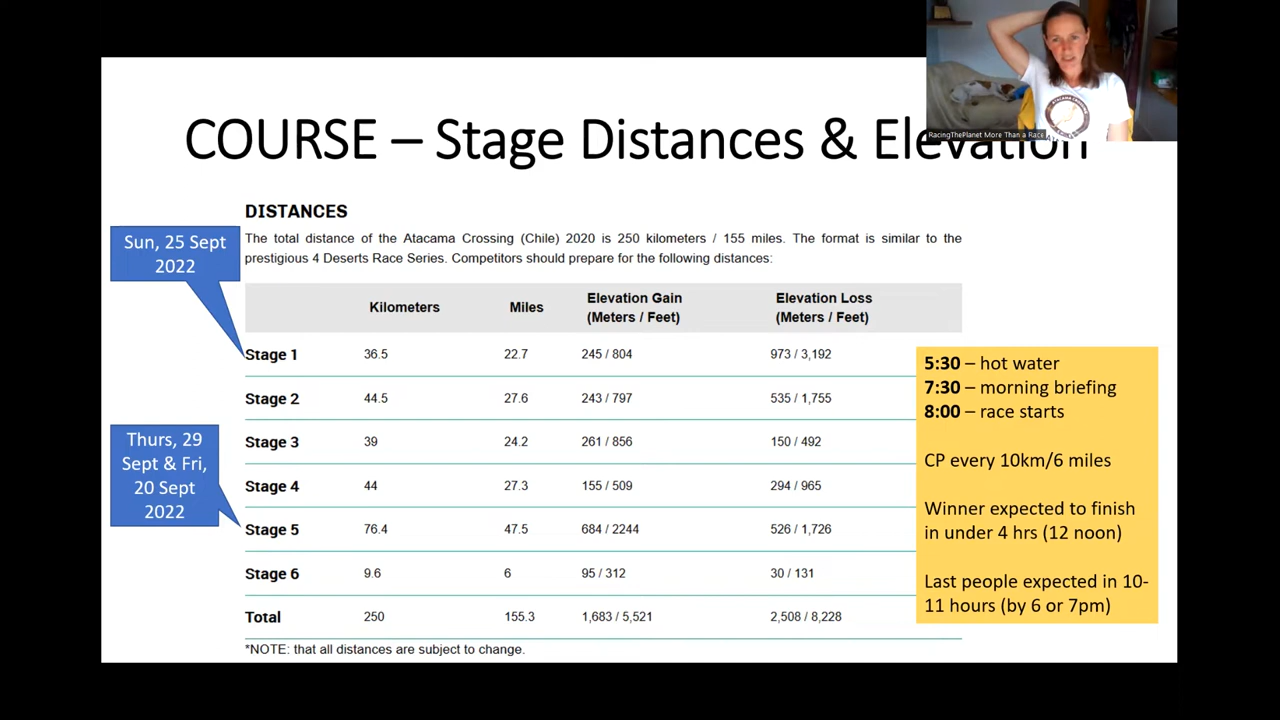 RacingThePlanet More Than a Race
COURSE – Stage Distances & Elevation
DISTANCES
The total distance of the Atacama Crossing (Chile) 2020 is 250 kilometers / 155 miles. The format is similar to the
prestigious 4 Deserts Race Series. Competitors should prepare for the following distances:
Sun, 25 Sept
2022
Kilometers Miles Elevation Gain (Meters / Feet) Elevation Loss (Meters / Feet)
Stage 1 36.5 22.7 245 / 804 973 / 3,192
Stage 2 44.5 27.6 243 / 797 535 / 1,755
Stage 3 39 24.2 261 / 856 150 / 492
Stage 4 44 27.3 155 / 509 294 / 965
Stage 5 76.4 47.5 684 / 2244 526 / 1,726
Stage 6 9.6 6 95 / 312 30 / 131
Total 250 155.3 1,683 / 5,521 2,508 / 8,228
*NOTE: that all distances are subject to change.
Thurs, 29
Sept & Fri,
20 Sept
2022
5:30 – hot water
7:30 – morning briefing
8:00 – race starts
CP every 10km/6 miles
Winner expected to finish
in under 4 hrs (12 noon)
Last people expected in 10-
11 hours (by 6 or 7pm)